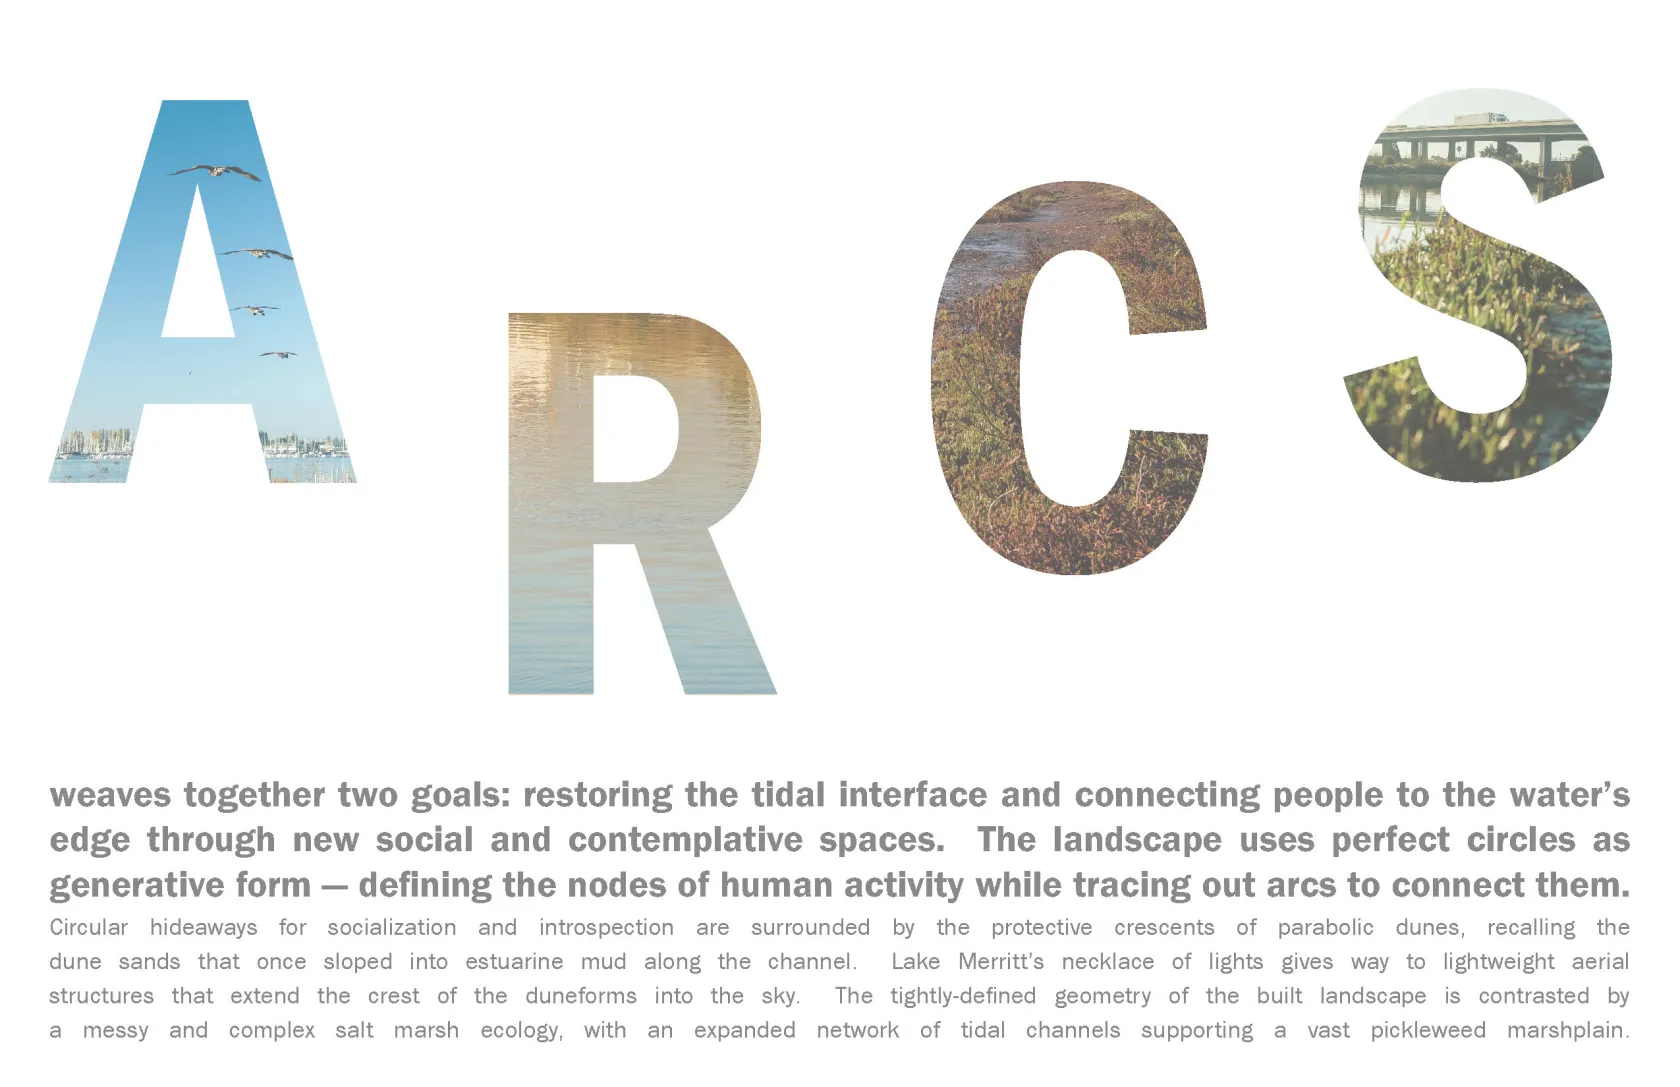 ARCS
weaves together two goals: restoring the tidal interface and connecting people to the water’s
edge through new social and contemplative spaces.  The landscape uses perfect circles as
generative form — defining the nodes of human activity while tracing out arcs to connect them.
Circular hideaways for socialization and introspection are surrounded by the protective crescents of parabolic dunes, recalling the
dune sands that once sloped into estuarine mud along the channel.  Lake Merritt’s necklace of lights gives way to lightweight aerial
structures that extend the crest of the duneforms into the sky.  The tightly-defined geometry of the built landscape is contrasted by
a messy and complex salt marsh ecology, with an expanded network of tidal channels supporting a vast pickleweed marshplain.